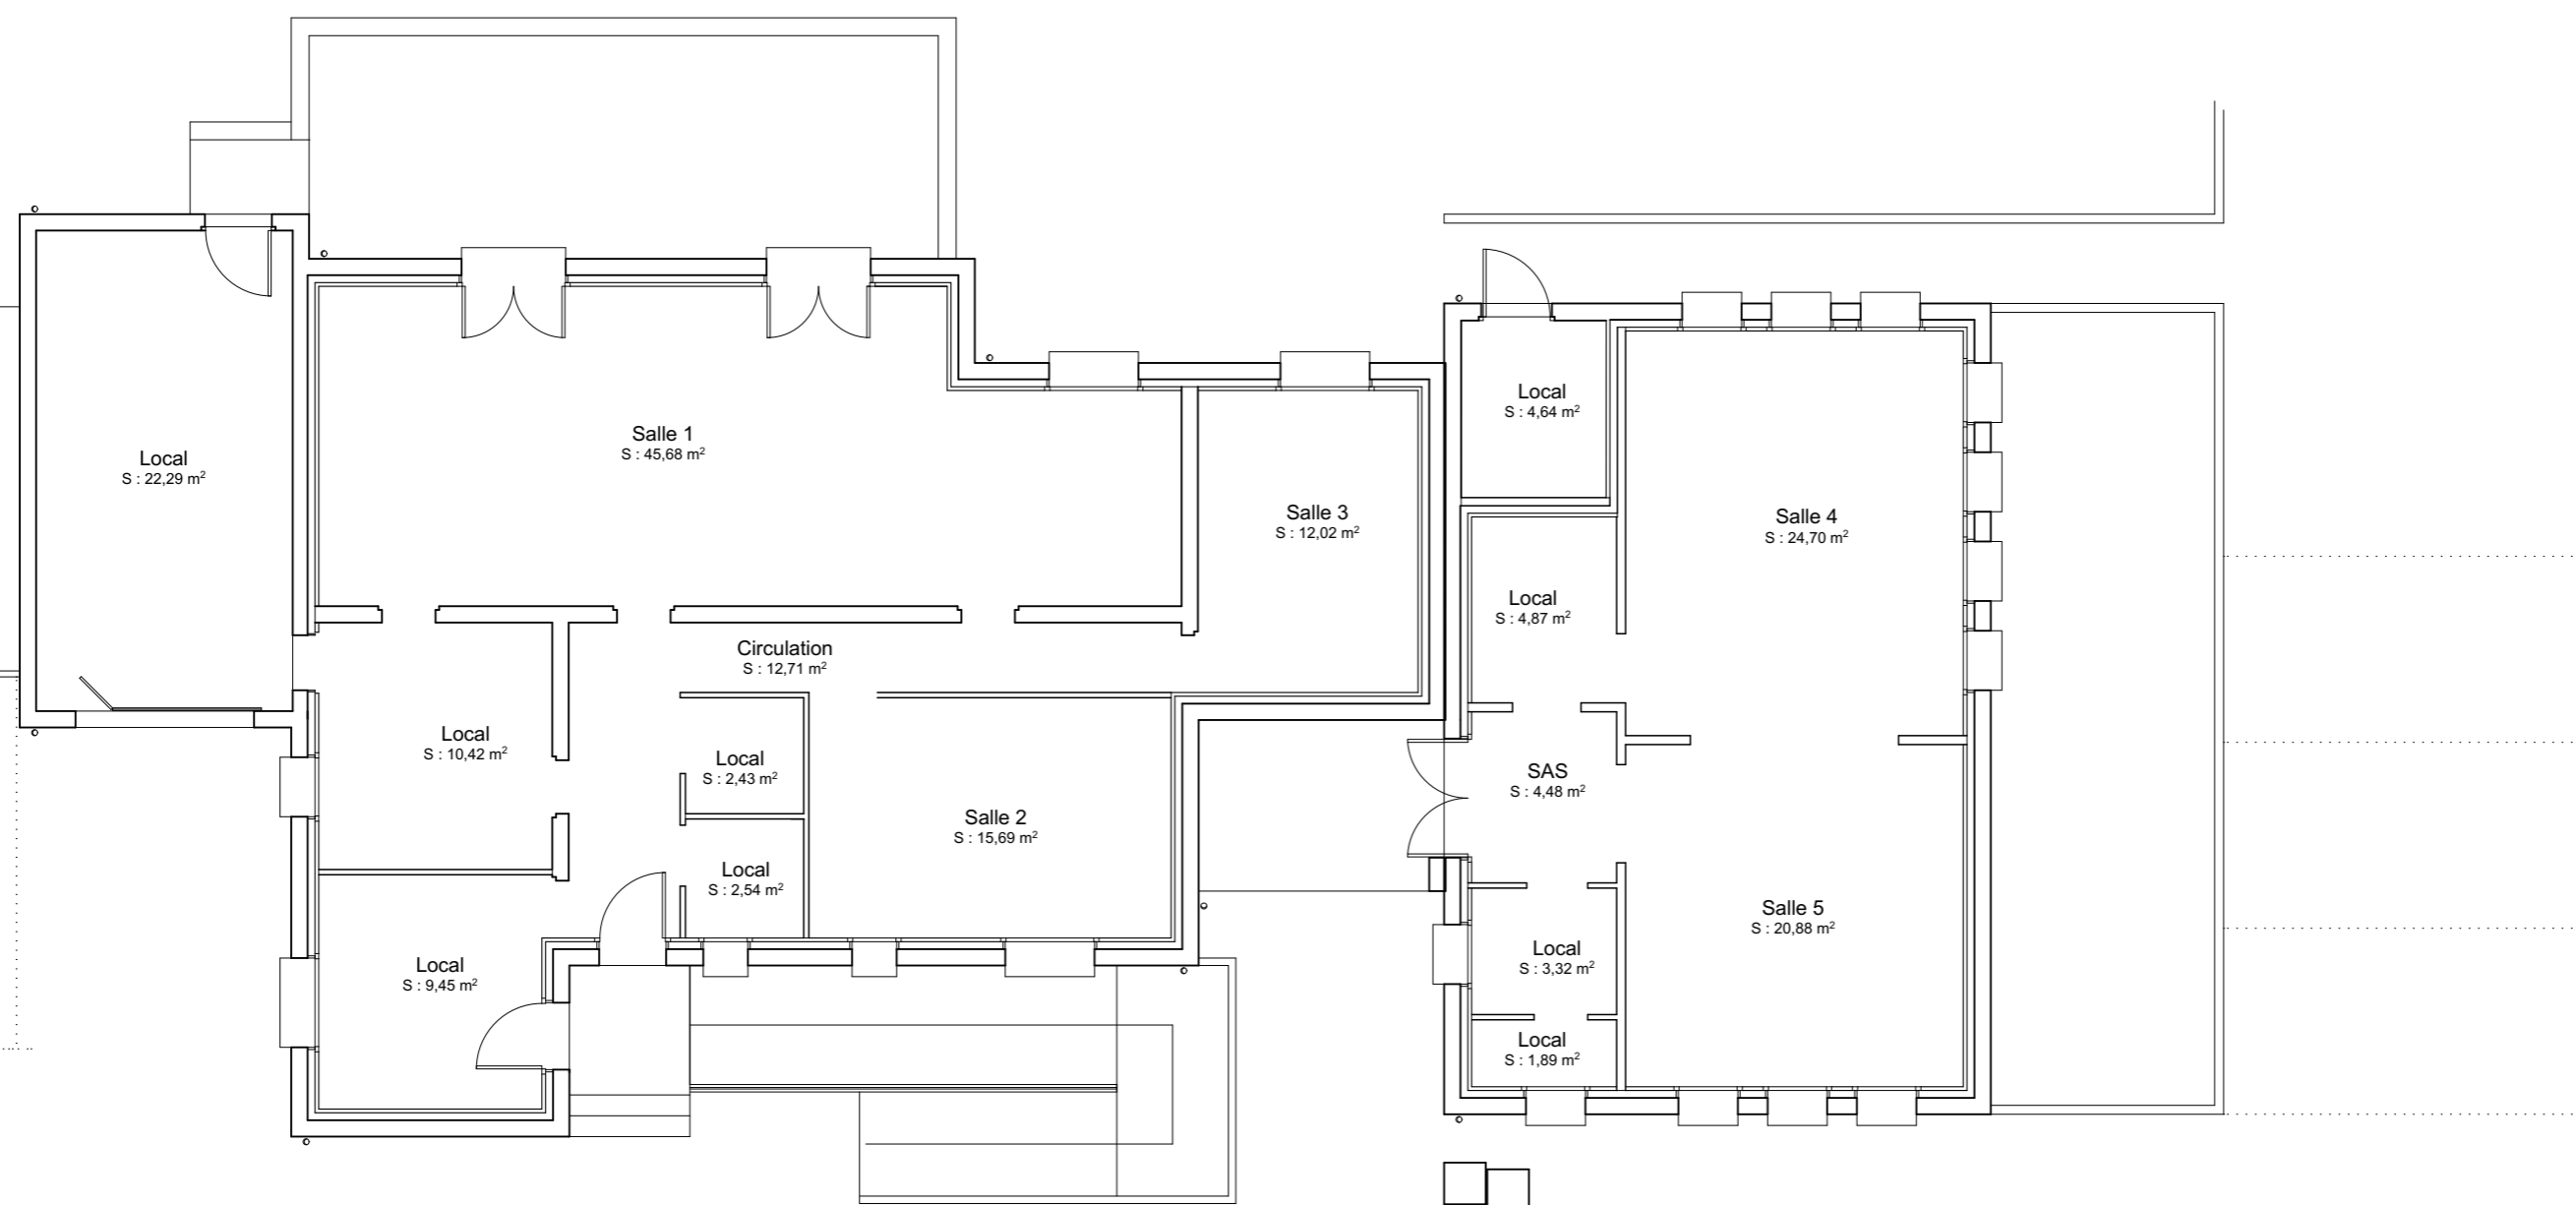 Local
S : 22,29 m²
Salle 1
S : 45,68 m²
Salle 3
S : 12,02 m²
Circulation
S : 12,71 m²
Local
S : 10,42 m²
Local
S : 2,43 m²
Local
S : 2,54 m²
Salle 2
S : 15,69 m²
Local
S : 9,45 m²
Local
S : 4,64 m²
Salle 4
S : 24,70 m²
Local
S : 4,87 m²
SAS
S : 4,48 m²
Salle 5
S : 20,88 m²
Local
S : 3,32 m²
Local
S : 1,89 m²